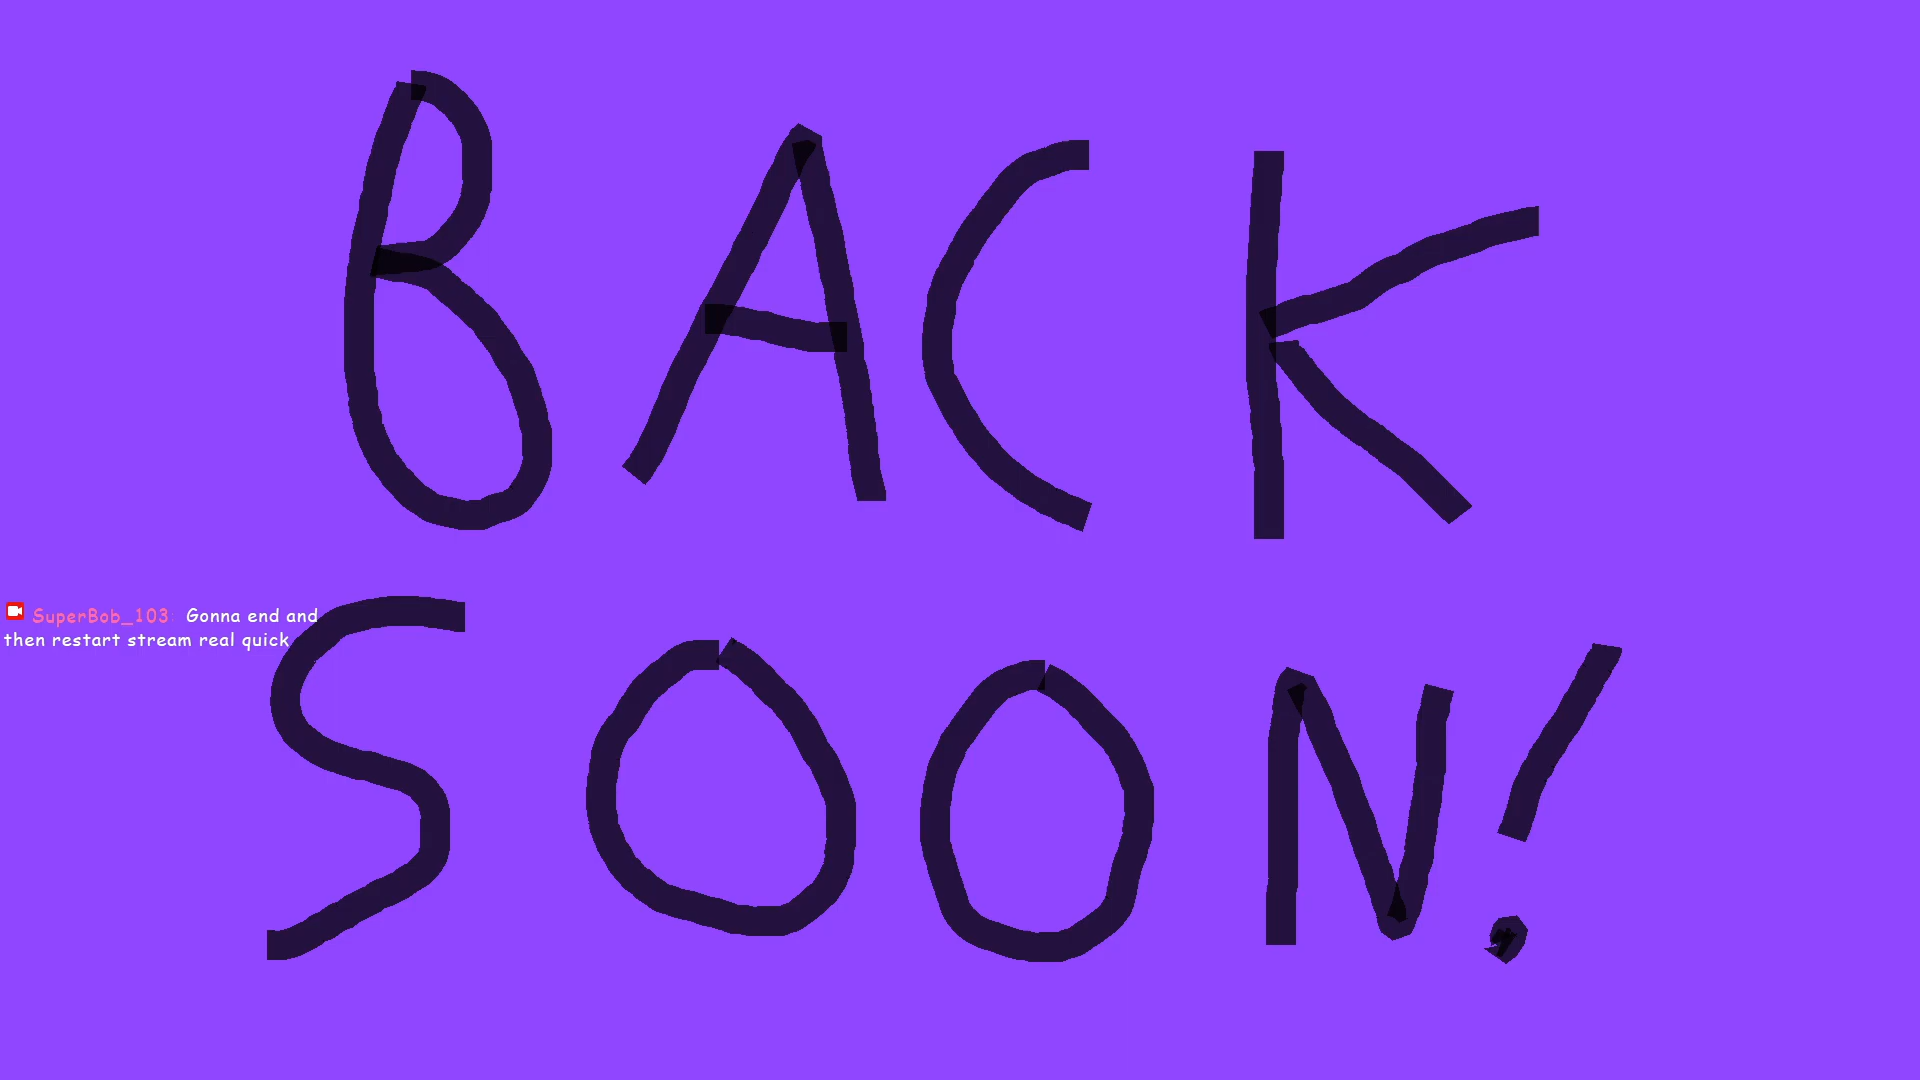 BACK
SOON!
SuperBob_103: Gonna end and
then restart stream real quick